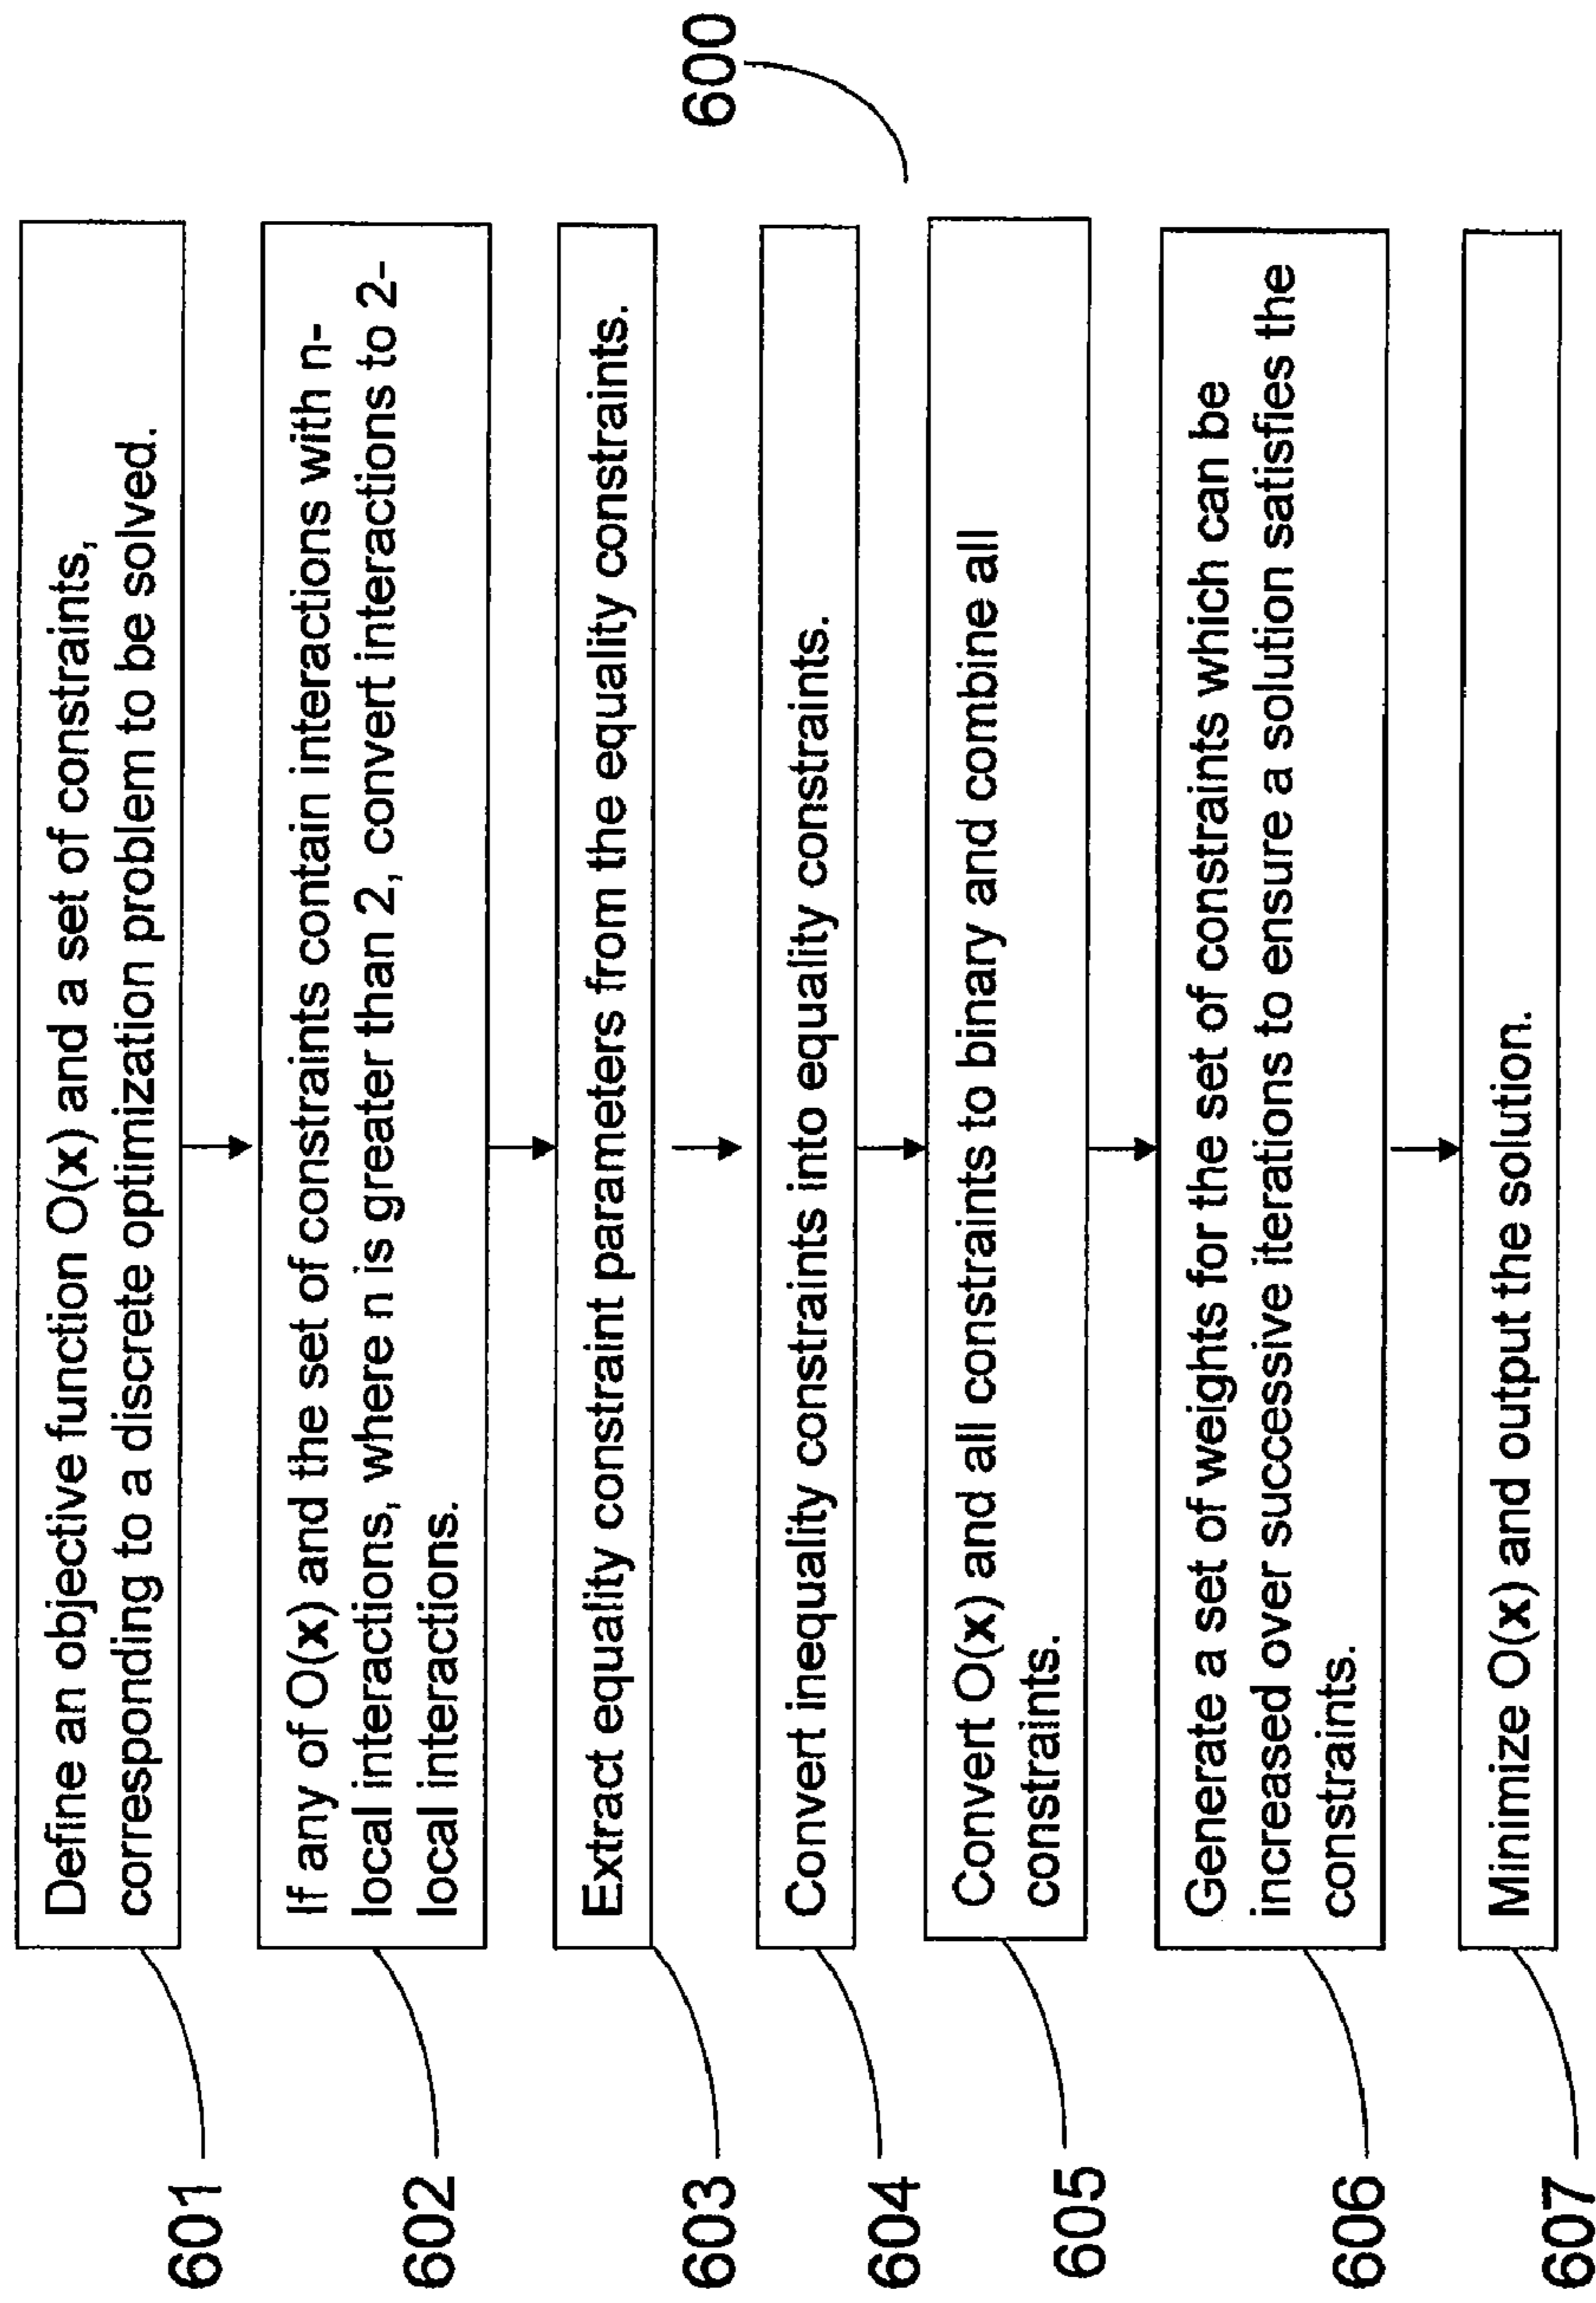 600
601
Define an objective function O(x) and a set of constraints,
corresponding to a discrete optimization problem to be solved.
602
If any of O(x) and the set of constraints contain interactions with n-
local interactions, where n is greater than 2, convert interactions to 2-
local interactions.
603
Extract equality constraint parameters from the equality constraints.
604
Convert inequality constraints into equality constraints.
605
Convert O(x) and all constraints to binary and combine all
constraints.
606
Generate a set of weights for the set of constraints which can be
increased over successive iterations to ensure a solution satisfies the
constraints.
607
Minimize O(x) and output the solution.